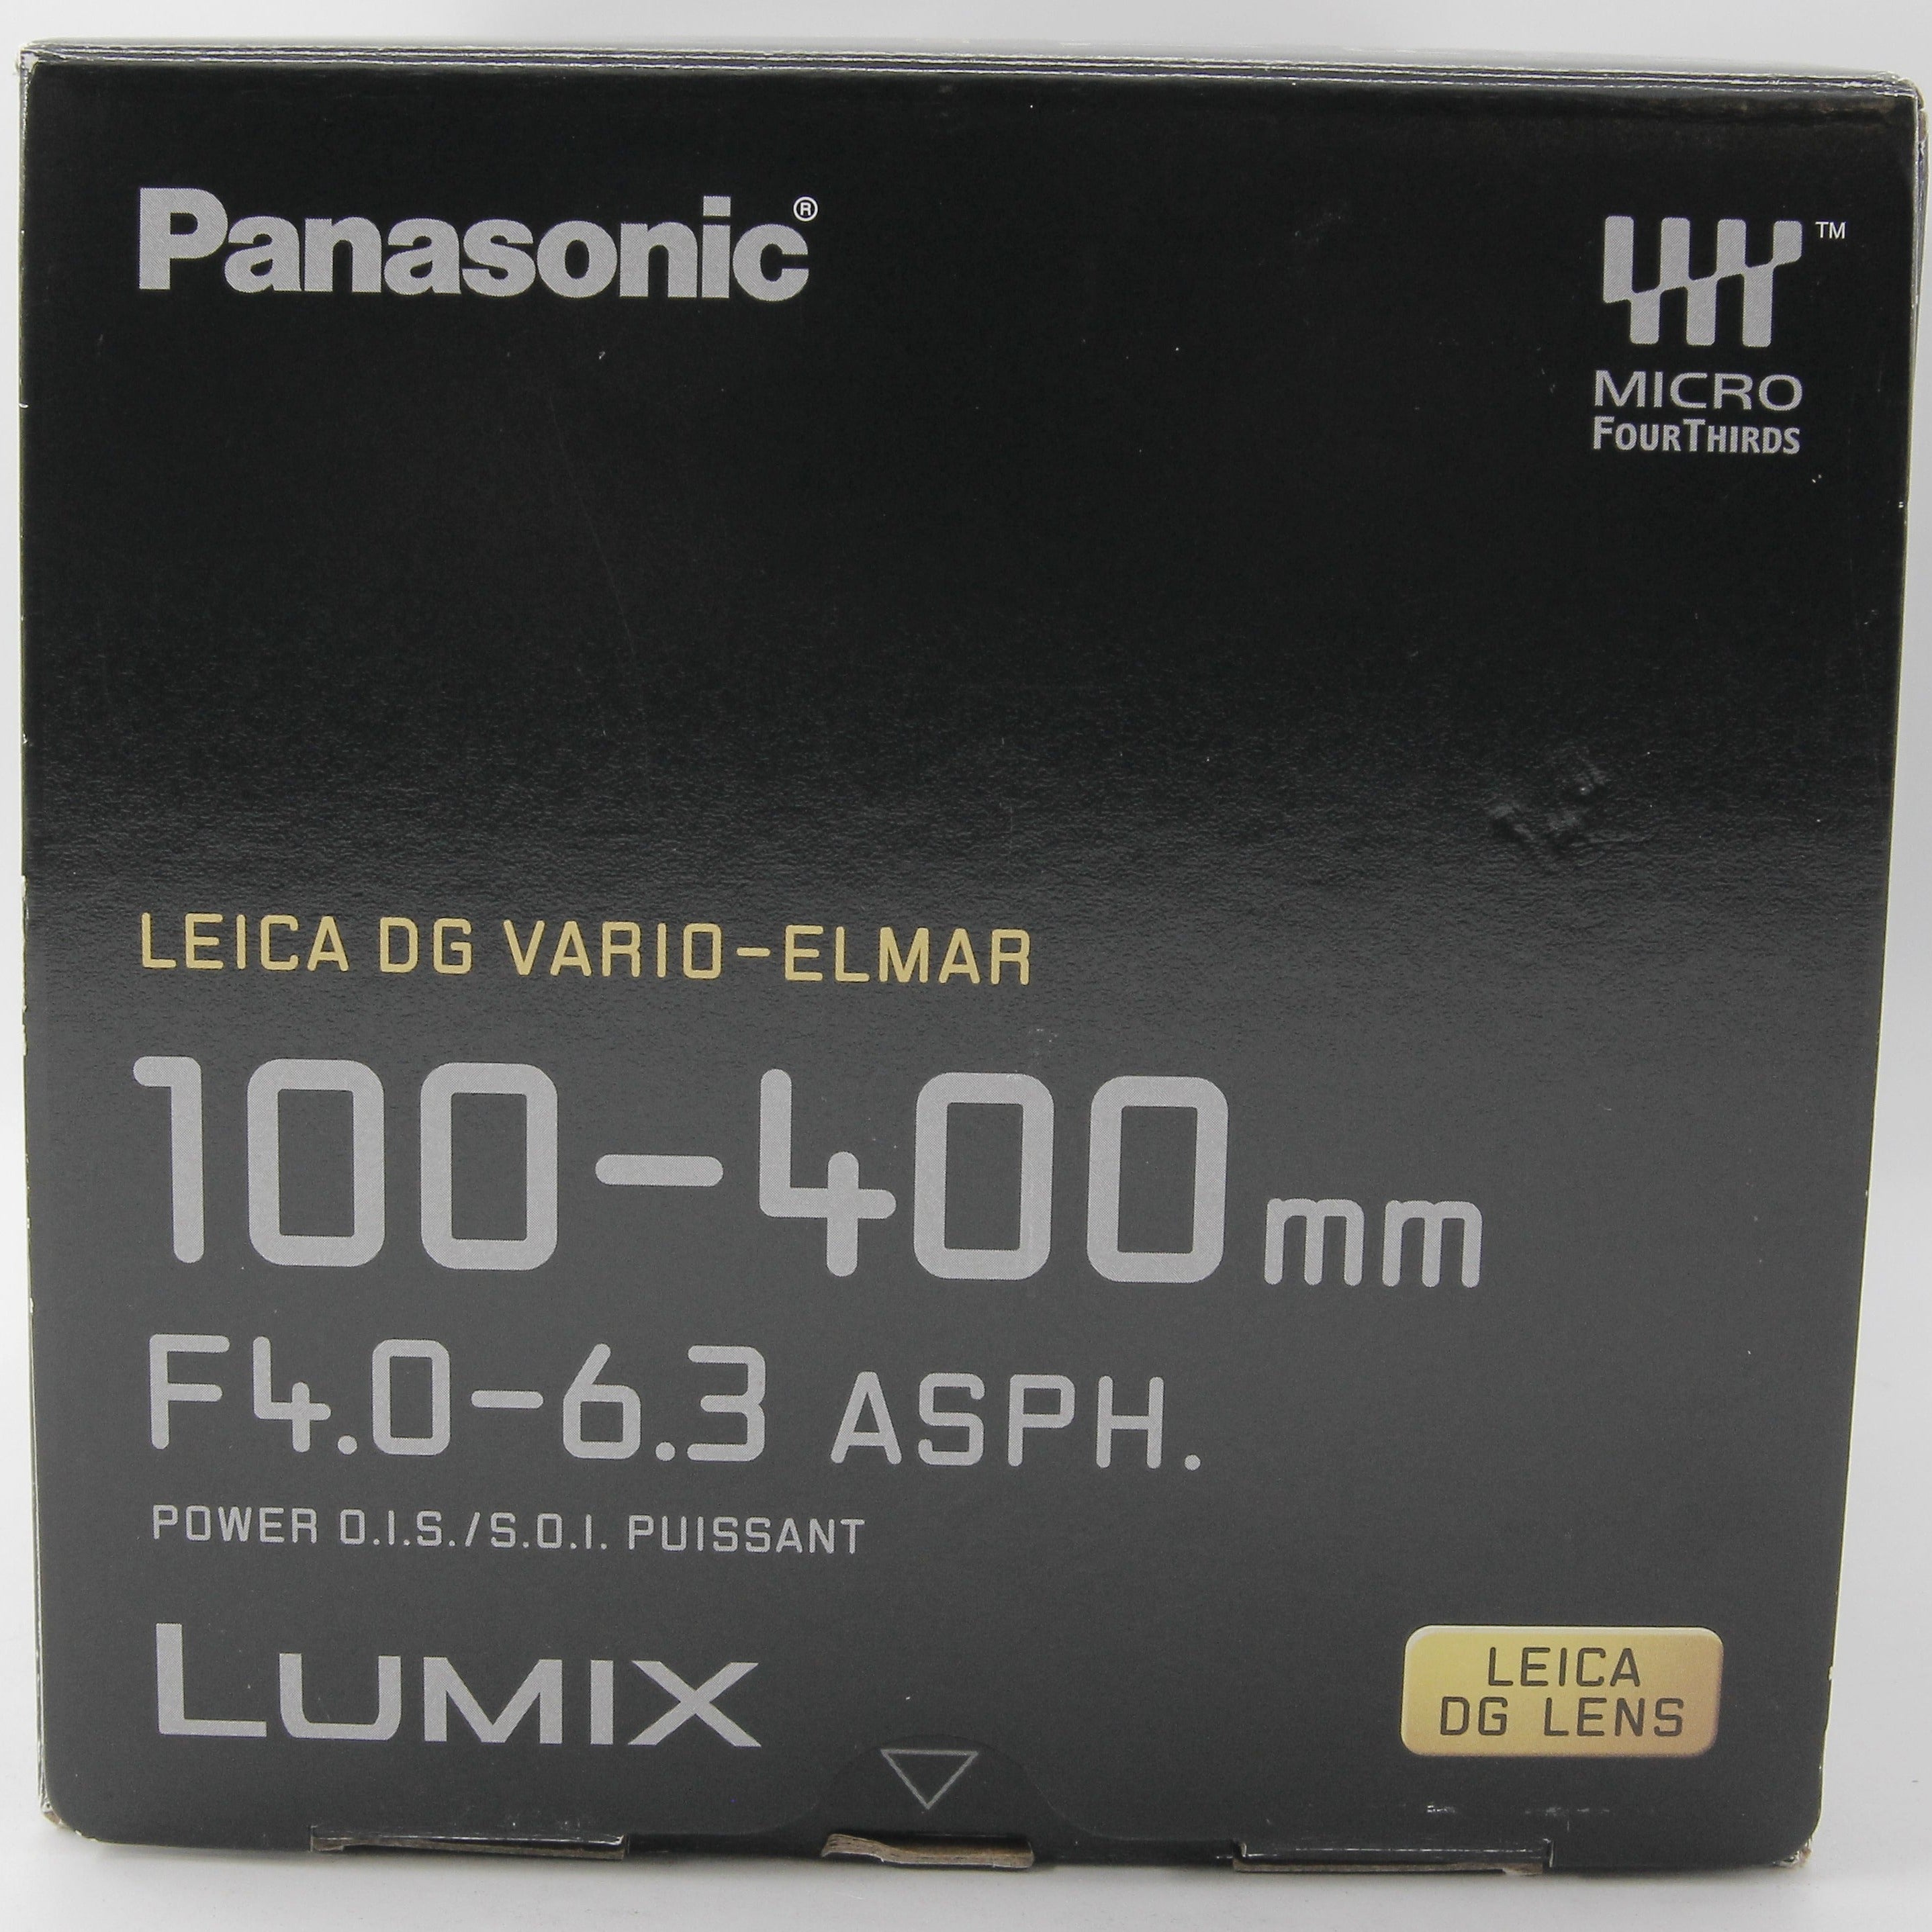 Panasonic®
™
MICRO
FOURTHIRDS
LEICA DG VARIO-ELMAR
100-400mm
F4.0-6.3 ASPH.
POWER O.I.S./S.O.I. PUISSANT
LUMIX
LEICA
DG LENS